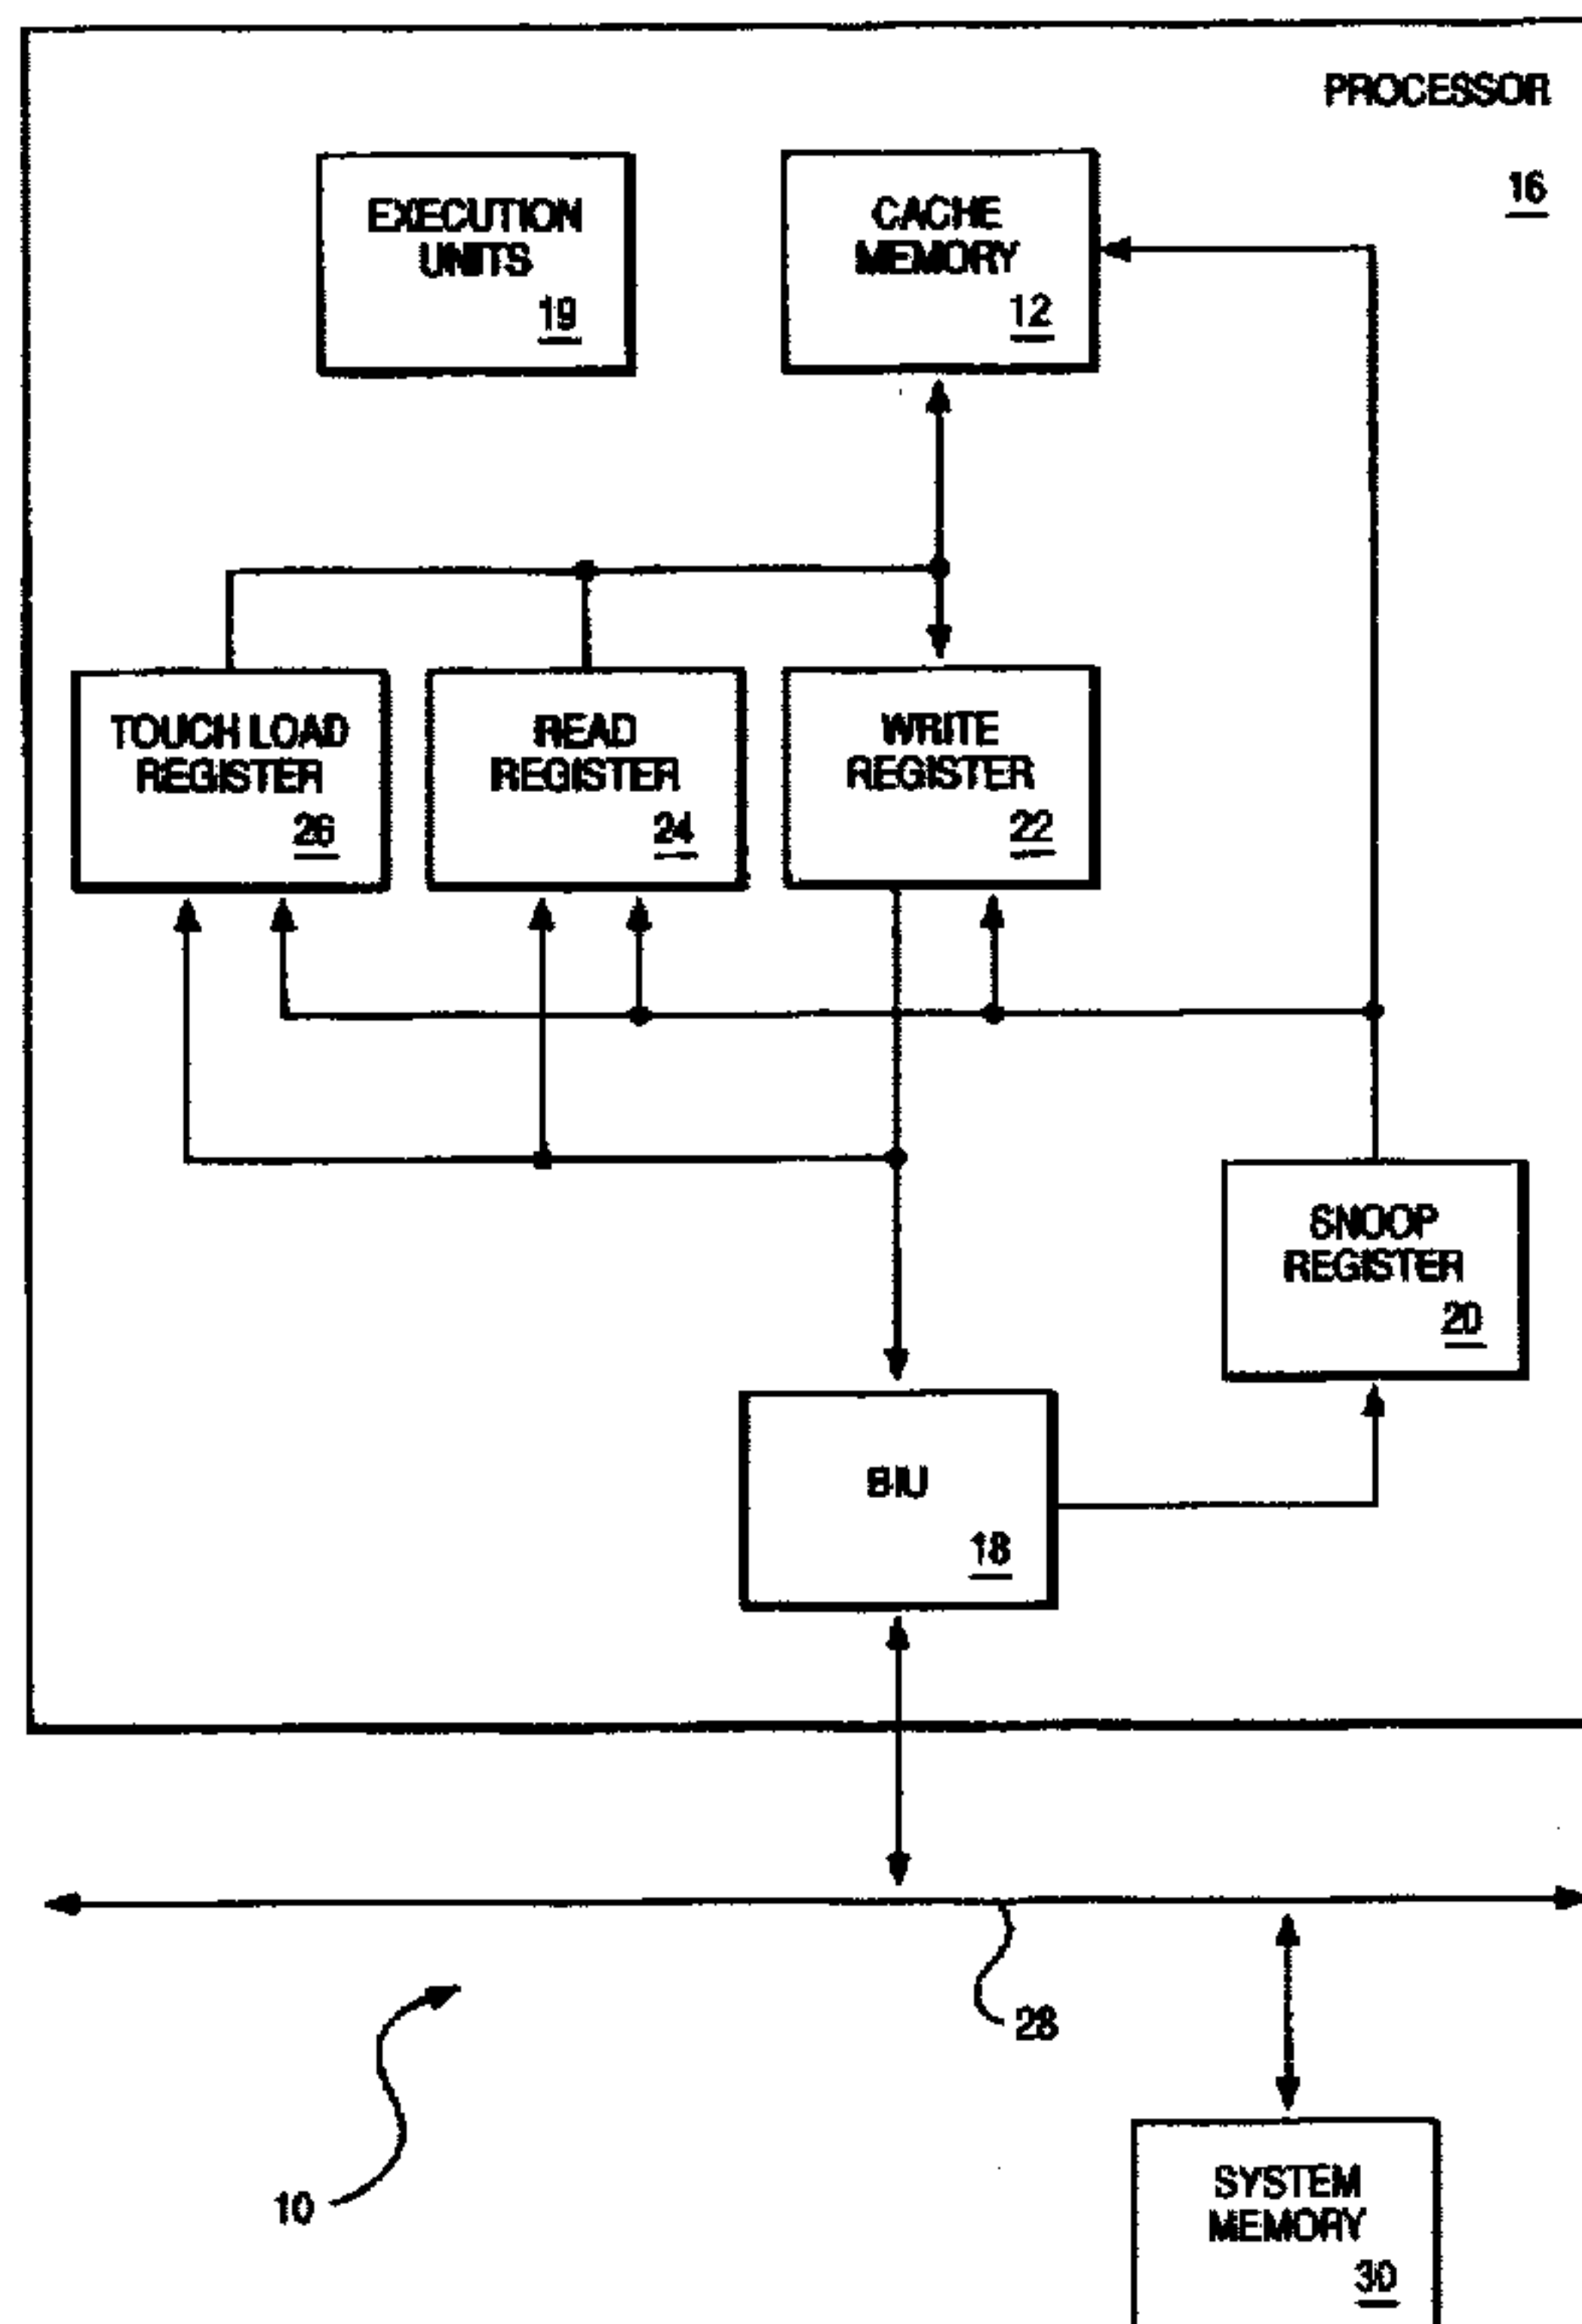 PROCESSOR
16
EXECUTION
UNITS
19
CACHE
MEMORY
12
TOUCH LOAD
REGISTER
26
READ
REGISTER
24
WRITE
REGISTER
22
SNOOP
REGISTER
20
BIU
18
28
10
SYSTEM
MEMORY
30